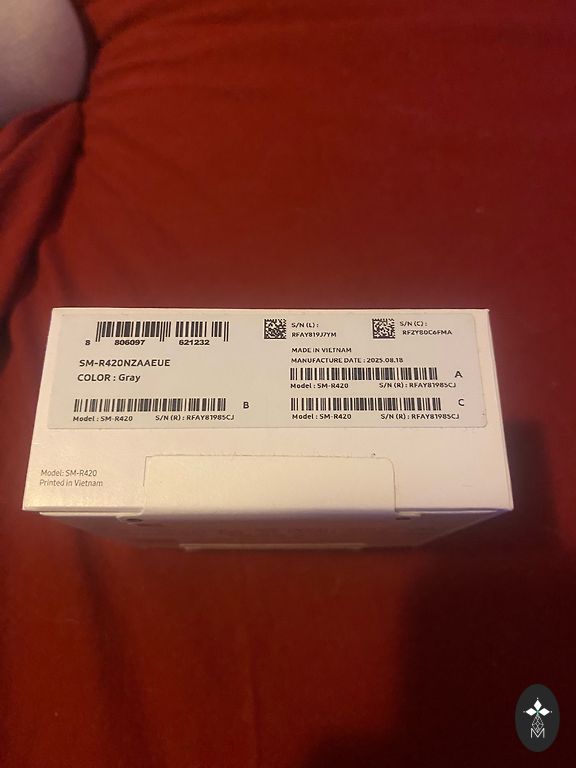 8 806097 621232
SM-R420NZAAEUE
COLOR : Gray
Model : SM-R420 S/N (R) : RFAY81985CJ B
S/N (L) :
RFAY819J7YM
S/N (C) :
RFZYB0C6FMA
MADE IN VIETNAM
MANUFACTURE DATE : 2025.08.18
A
Model : SM-R420 S/N (R) : RFAY81985CJ
C
Model : SM-R420 S/N (R) : RFAY81985CJ
Model: SM-R420
Printed in Vietnam
M